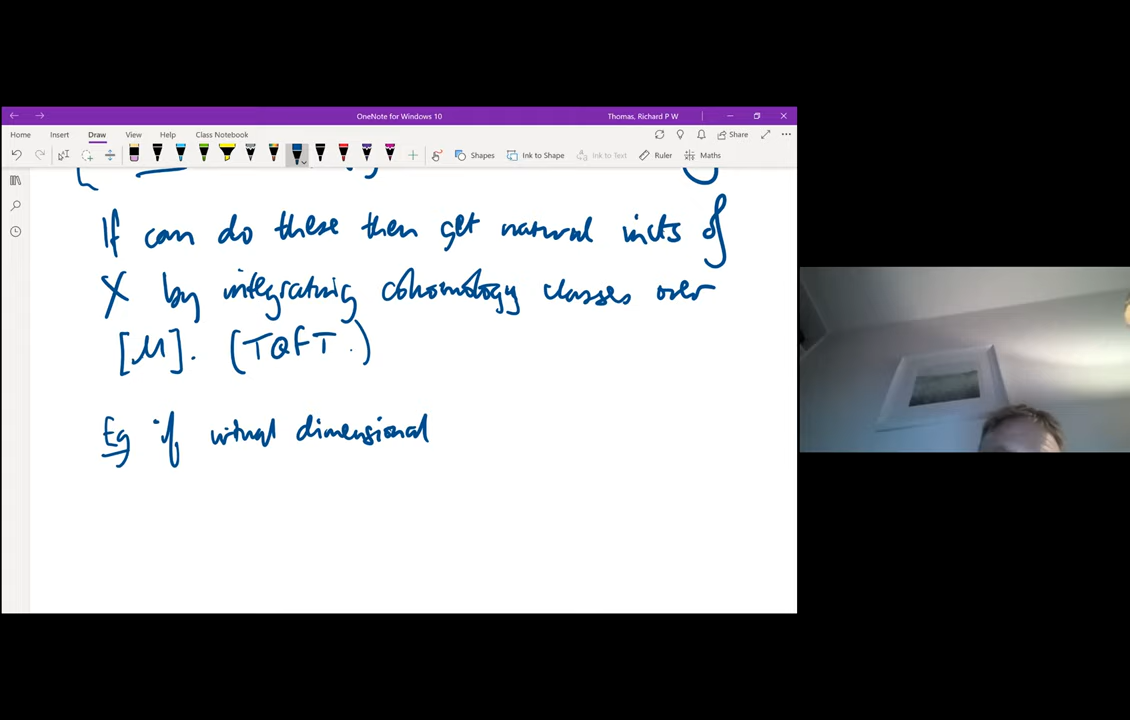 OneNote for Windows 10
Thomas, Richard P W
Home Insert Draw View Help Class Notebook
Share
Shapes Ink to Shape Ink to Text Ruler Maths
If can do these then get natural invts of
X by integrating cohomology classes over
[M]. (TQFT.)
Eg if virtual dimensional